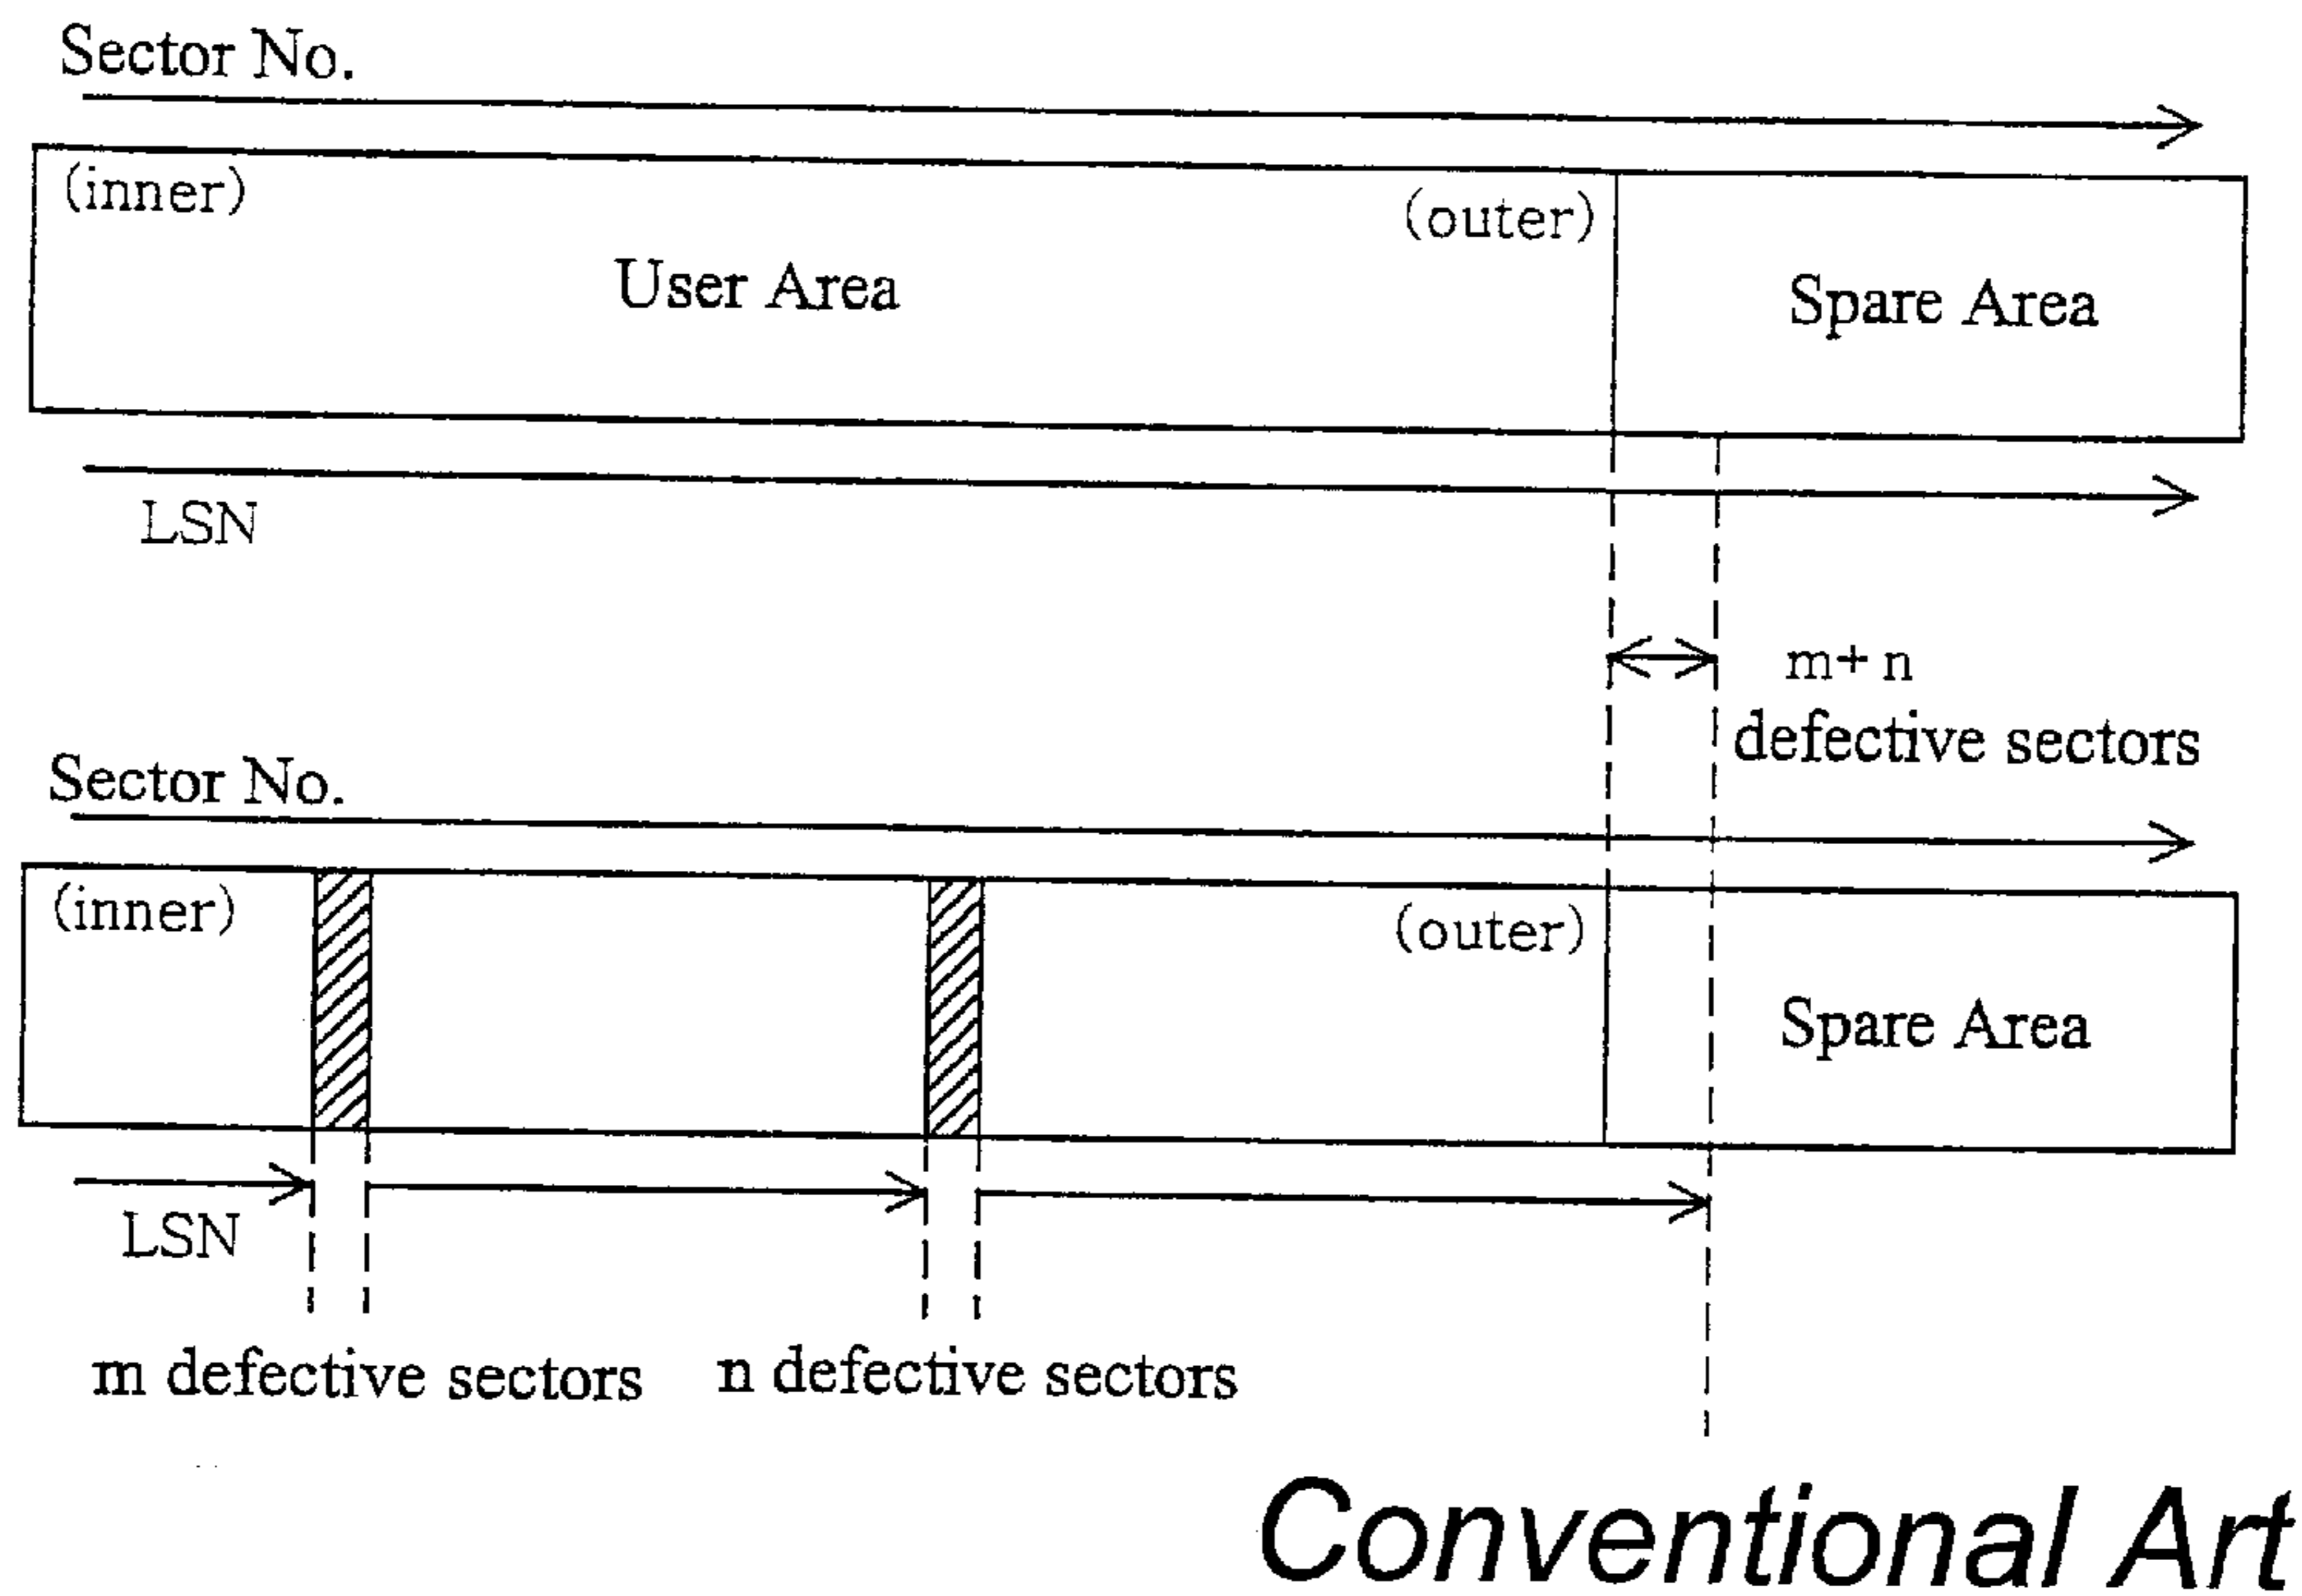 Sector No.
(inner)
(outer)
User Area
Spare Area
LSN
m+n
defective sectors
Sector No.
(inner)
(outer)
Spare Area
LSN
m defective sectors
n defective sectors
Conventional Art